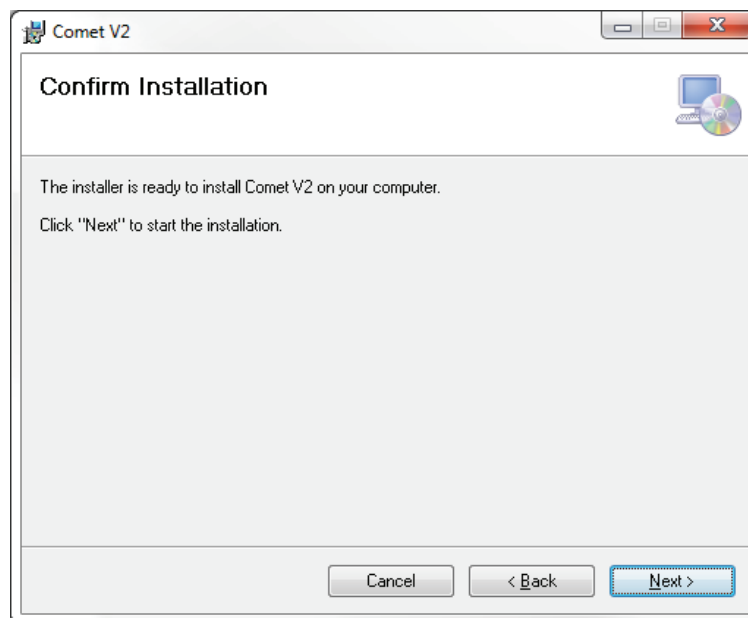 Comet V2
Confirm Installation
The installer is ready to install Comet V2 on your computer.
Click "Next" to start the installation.
Cancel
< Back
Next >